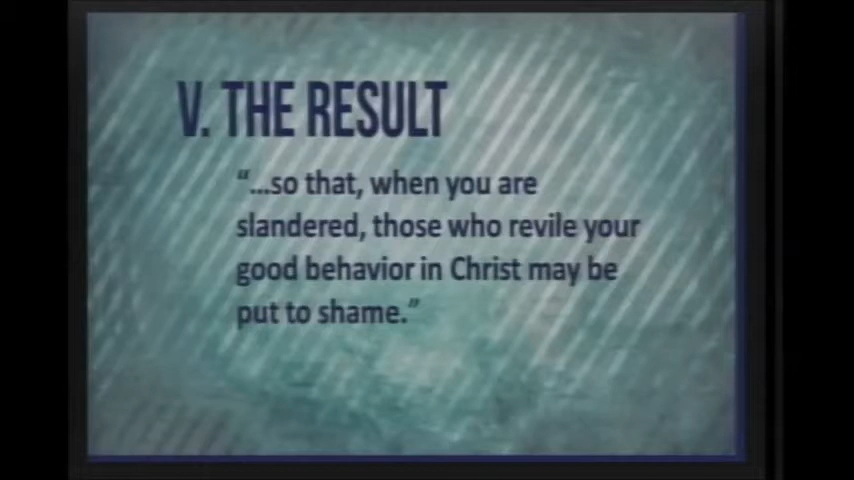 V. THE RESULT
“...so that, when you are
slandered, those who revile your
good behavior in Christ may be
put to shame.”